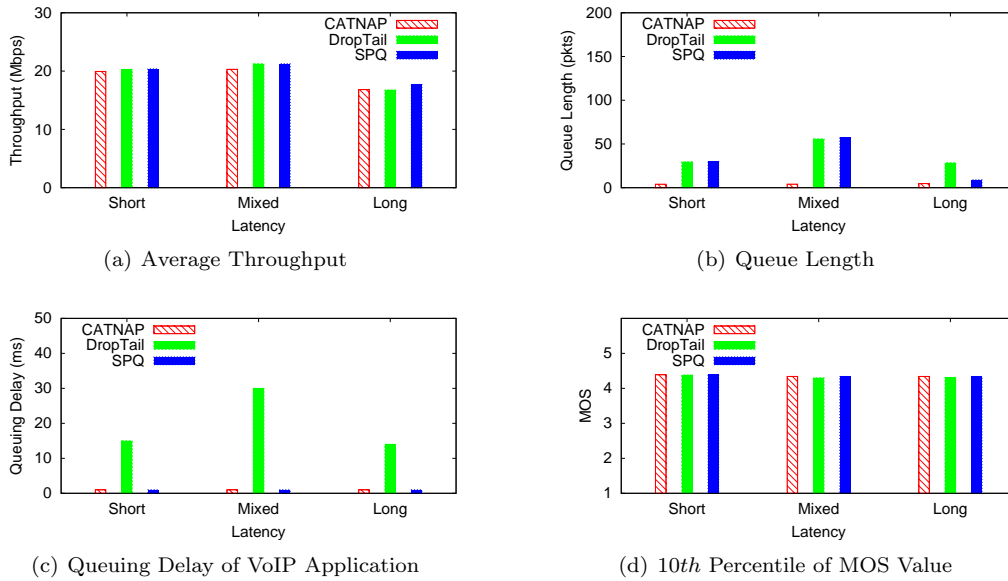 30
20
10
0
Short
Mixed
Long
Latency
Throughput (Mbps)
CATNAP
DropTail
SPQ
(a) Average Throughput
200
150
100
50
0
Short
Mixed
Long
Latency
Queue Length (pkts)
CATNAP
DropTail
SPQ
(b) Queue Length
50
40
30
20
10
0
Short
Mixed
Long
Latency
Queuing Delay (ms)
CATNAP
DropTail
SPQ
(c) Queuing Delay of VoIP Application
5
4
3
2
1
Short
Mixed
Long
Latency
MOS
CATNAP
DropTail
SPQ
(d) 10th Percentile of MOS Value